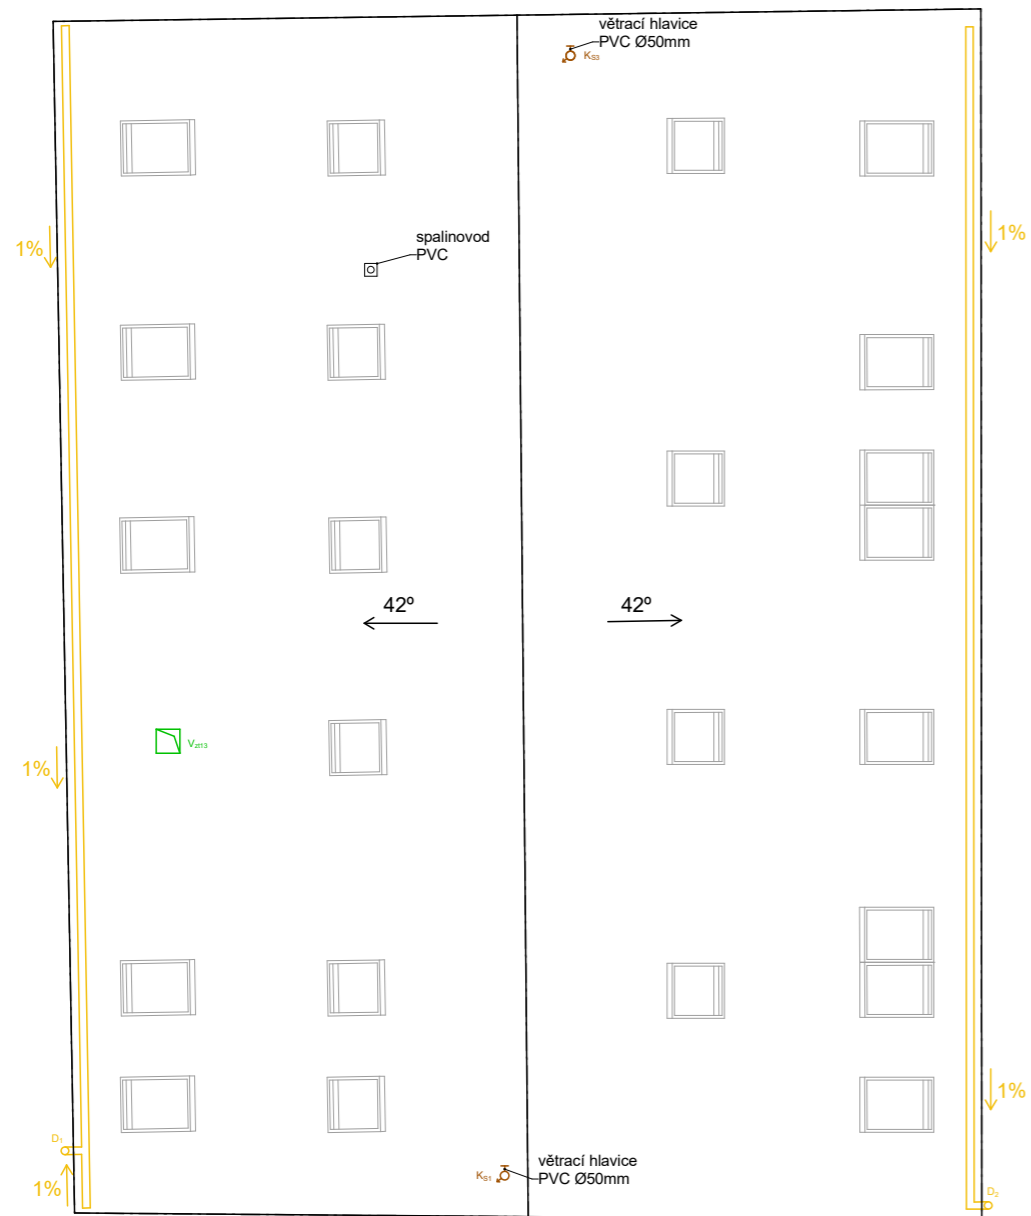 větrací hlavice
PVC Ø50mm
KS3
1%
spalinovod
PVC
1%
42º
42º
Vzt13
1%
1%
D1
větrací hlavice
PVC Ø50mm
KS1
1%
D2